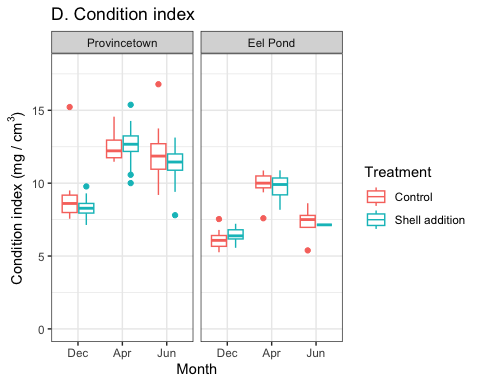 D. Condition index
Provincetown
Eel Pond
Condition index (mg / cm³)
15
10
5
0
Dec
Apr
Jun
Dec
Apr
Jun
Month
Treatment
Control
Shell addition